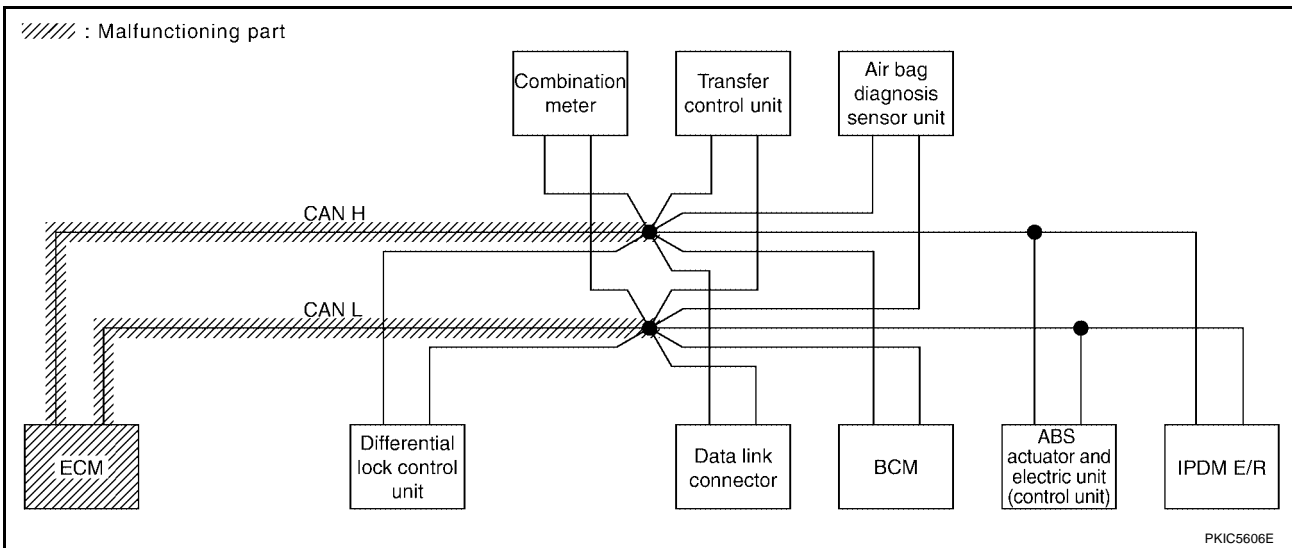 : Malfunctioning part
Combination
meter
Transfer
control unit
Air bag
diagnosis
sensor unit
CAN H
CAN L
ECM
Differential
lock control
unit
Data link
connector
BCM
ABS
actuator and
electric unit
(control unit)
IPDM E/R
PKIC5606E